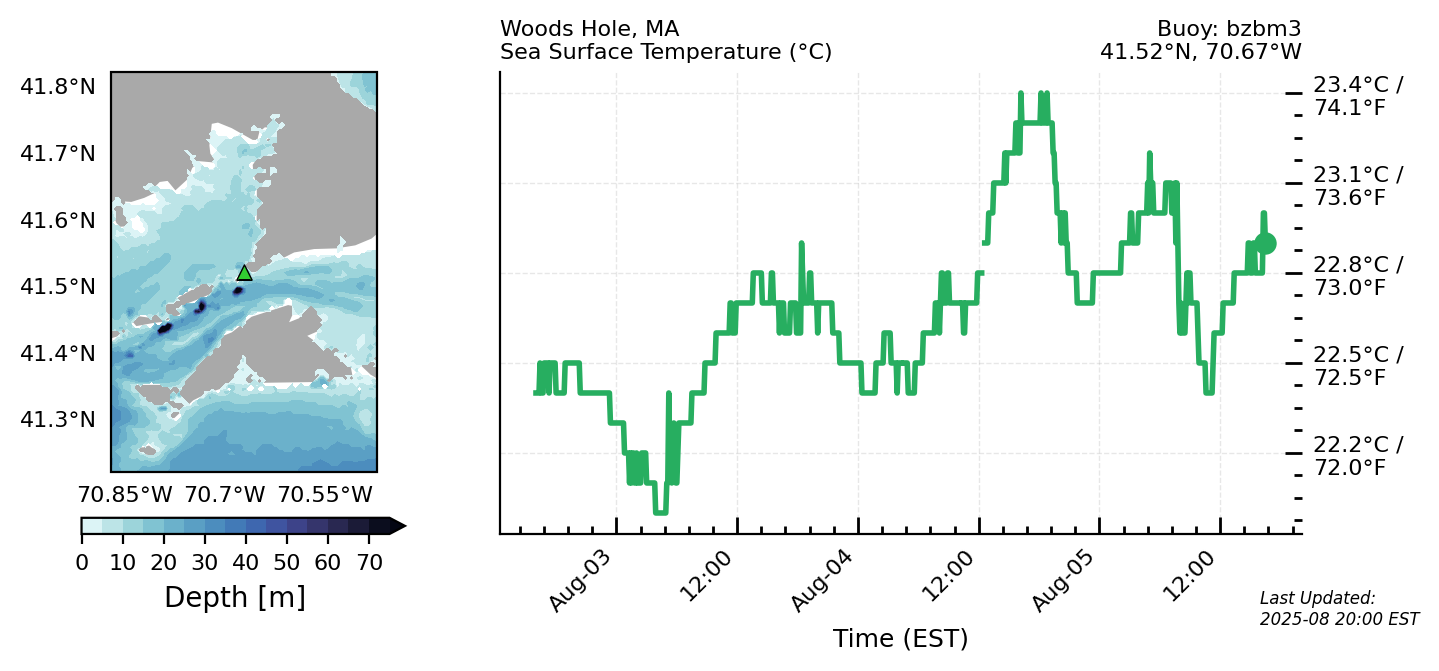 Woods Hole, MA
Sea Surface Temperature (°C)
Buoy: bzbm3
41.52°N, 70.67°W
41.8°N
41.7°N
41.6°N
41.5°N
41.4°N
41.3°N
70.85°W 70.7°W 70.55°W
0 10 20 30 40 50 60 70
Depth [m]
23.4°C /
74.1°F
23.1°C /
73.6°F
22.8°C /
73.0°F
22.5°C /
72.5°F
22.2°C /
72.0°F
Aug-03
12:00
Aug-04
12:00
Aug-05
12:00
Time (EST)
Last Updated:
2025-08 20:00 EST